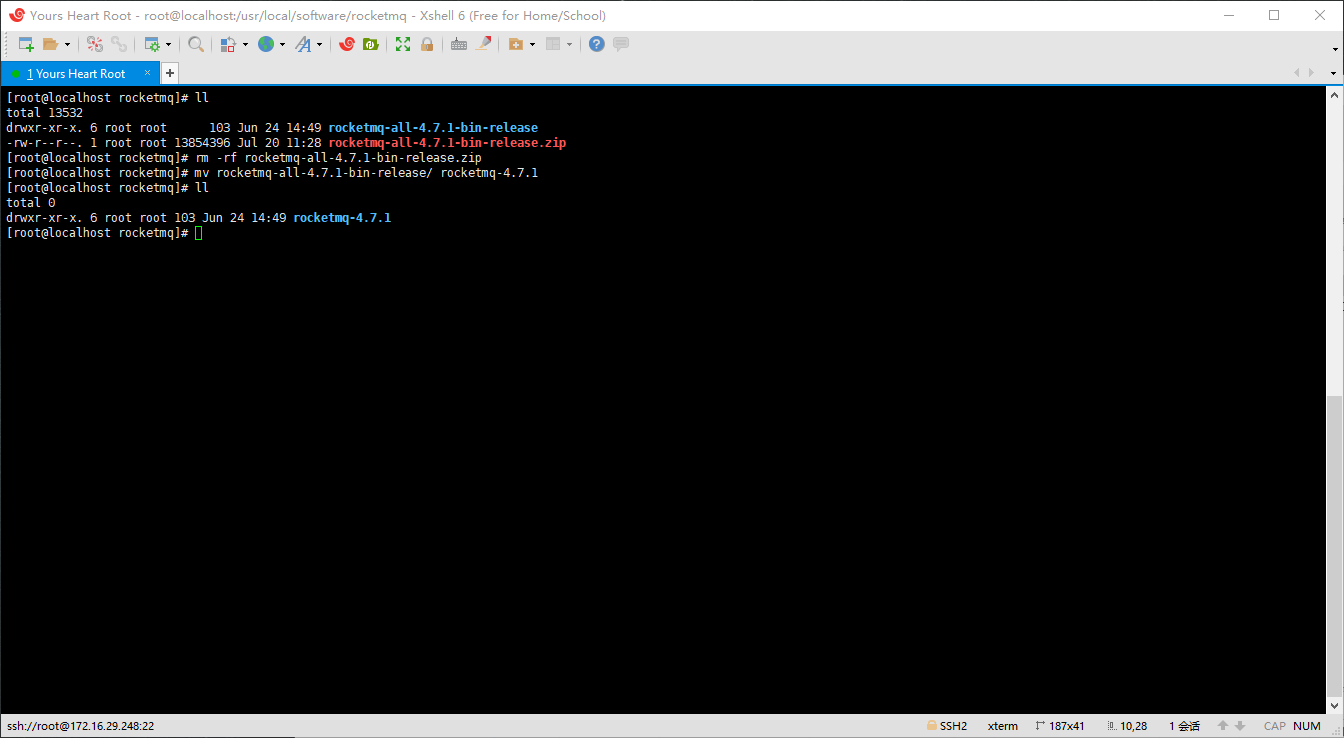 Yours Heart Root - root@localhost:/usr/local/software/rocketmq - Xshell 6 (Free for Home/School)
1 Yours Heart Root
[root@localhost rocketmq]# ll
total 13532
drwxr-xr-x. 6 root root      103 Jun 24 14:49 rocketmq-all-4.7.1-bin-release
-rw-r--r--. 1 root root 13854396 Jul 20 11:28 rocketmq-all-4.7.1-bin-release.zip
[root@localhost rocketmq]# rm -rf rocketmq-all-4.7.1-bin-release.zip
[root@localhost rocketmq]# mv rocketmq-all-4.7.1-bin-release/ rocketmq-4.7.1
[root@localhost rocketmq]# ll
total 0
drwxr-xr-x. 6 root root 103 Jun 24 14:49 rocketmq-4.7.1
[root@localhost rocketmq]#
ssh://root@172.16.29.248:22 SSH2 xterm 187x41 10,28 1 会话 CAP NUM